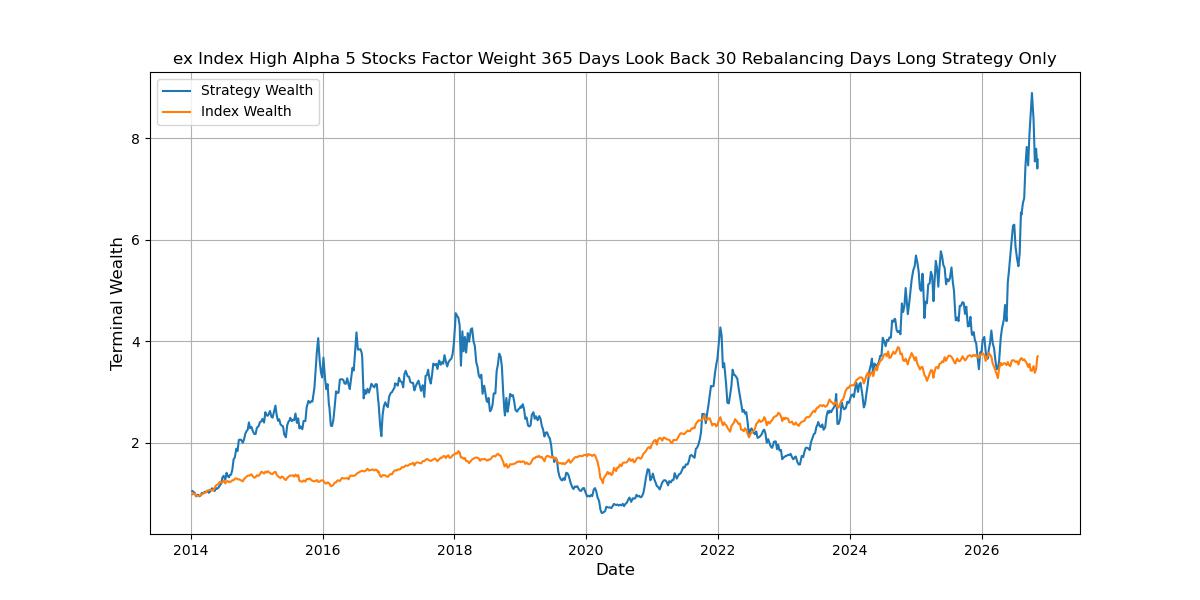 ex Index High Alpha 5 Stocks Factor Weight 365 Days Look Back 30 Rebalancing Days Long Strategy Only
Strategy Wealth
Index Wealth
Terminal Wealth
8
6
4
2
2014 2016 2018 2020 2022 2024 2026
Date